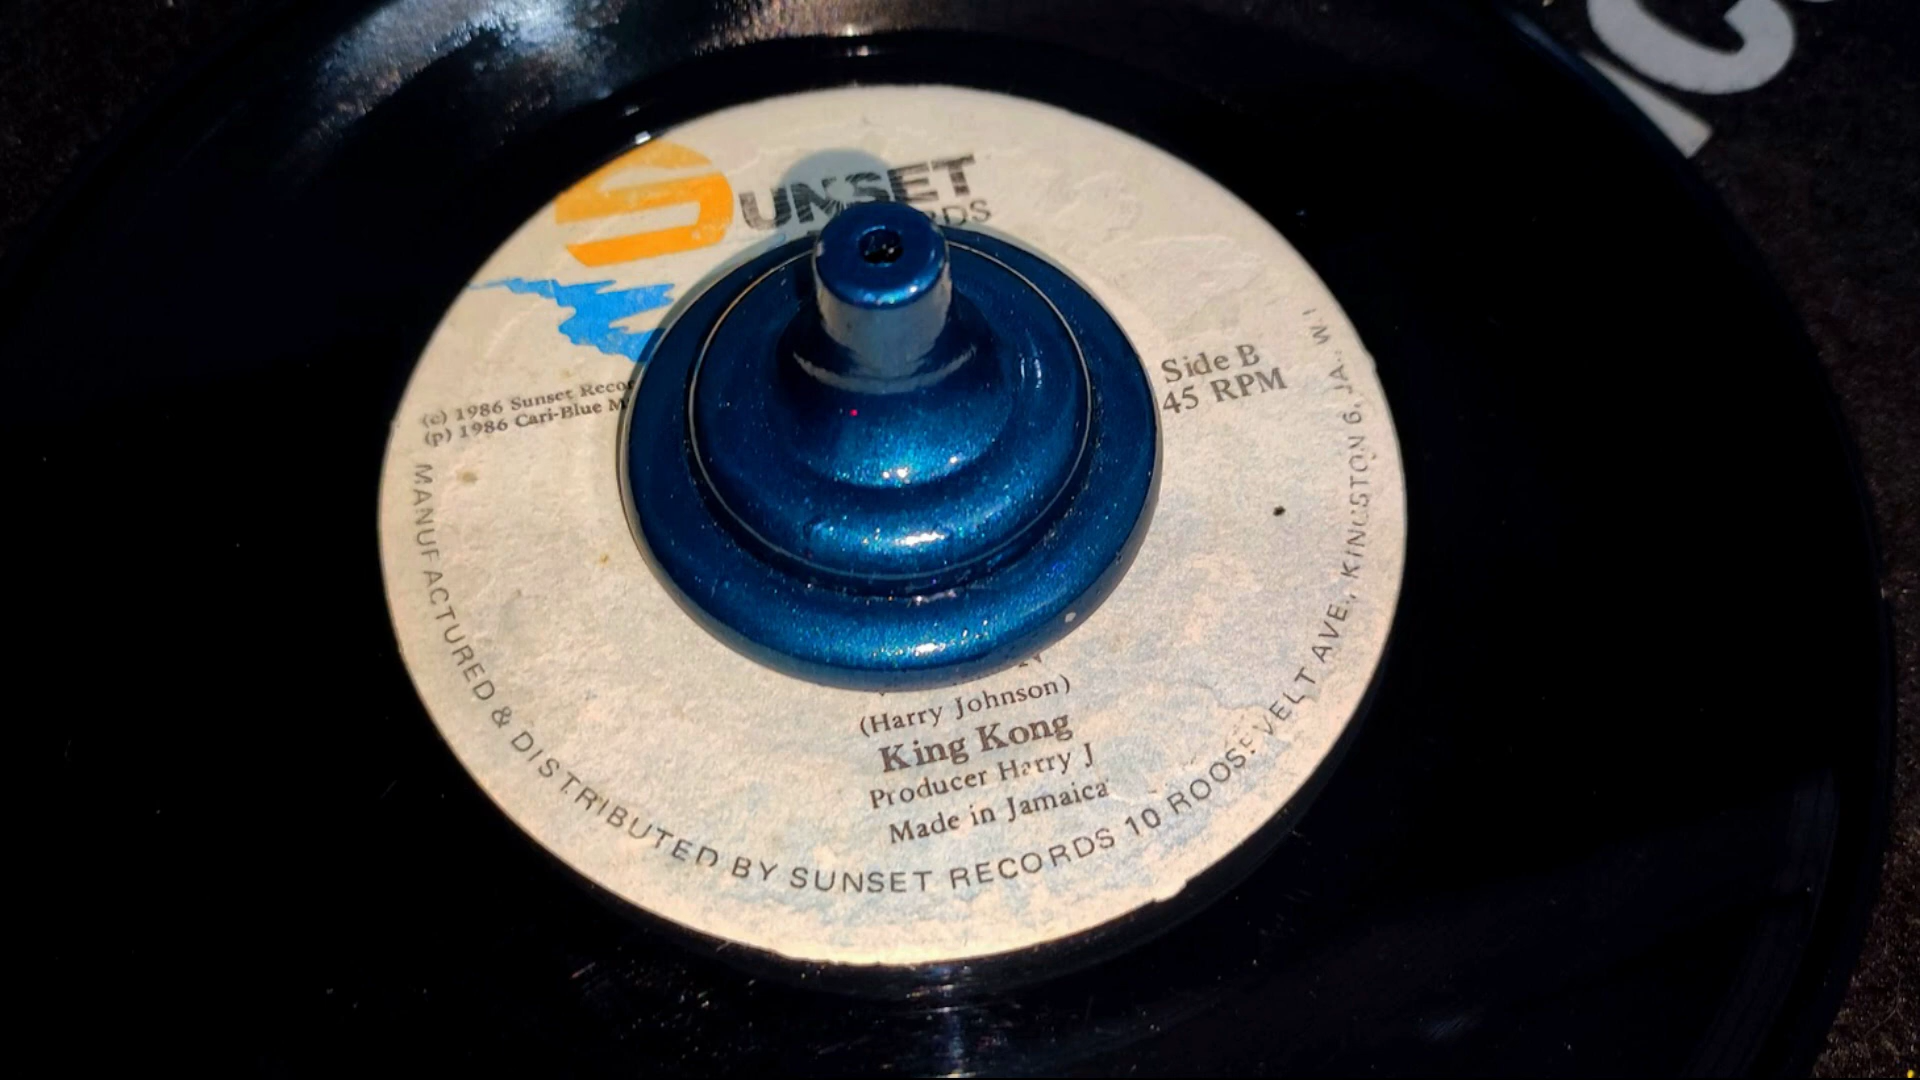 SUNSET
(c) 1986 Sunset
(p) 1986 Cari-Blue
Side B
45 RPM
(Harry Johnson)
King Kong
Producer Harry J
Made in Jamaica
MANUFACTURED & DISTRIBUTED BY SUNSET RECORDS 10 ROOSEVELT AVE., KINGSTON 6, JA., W.I